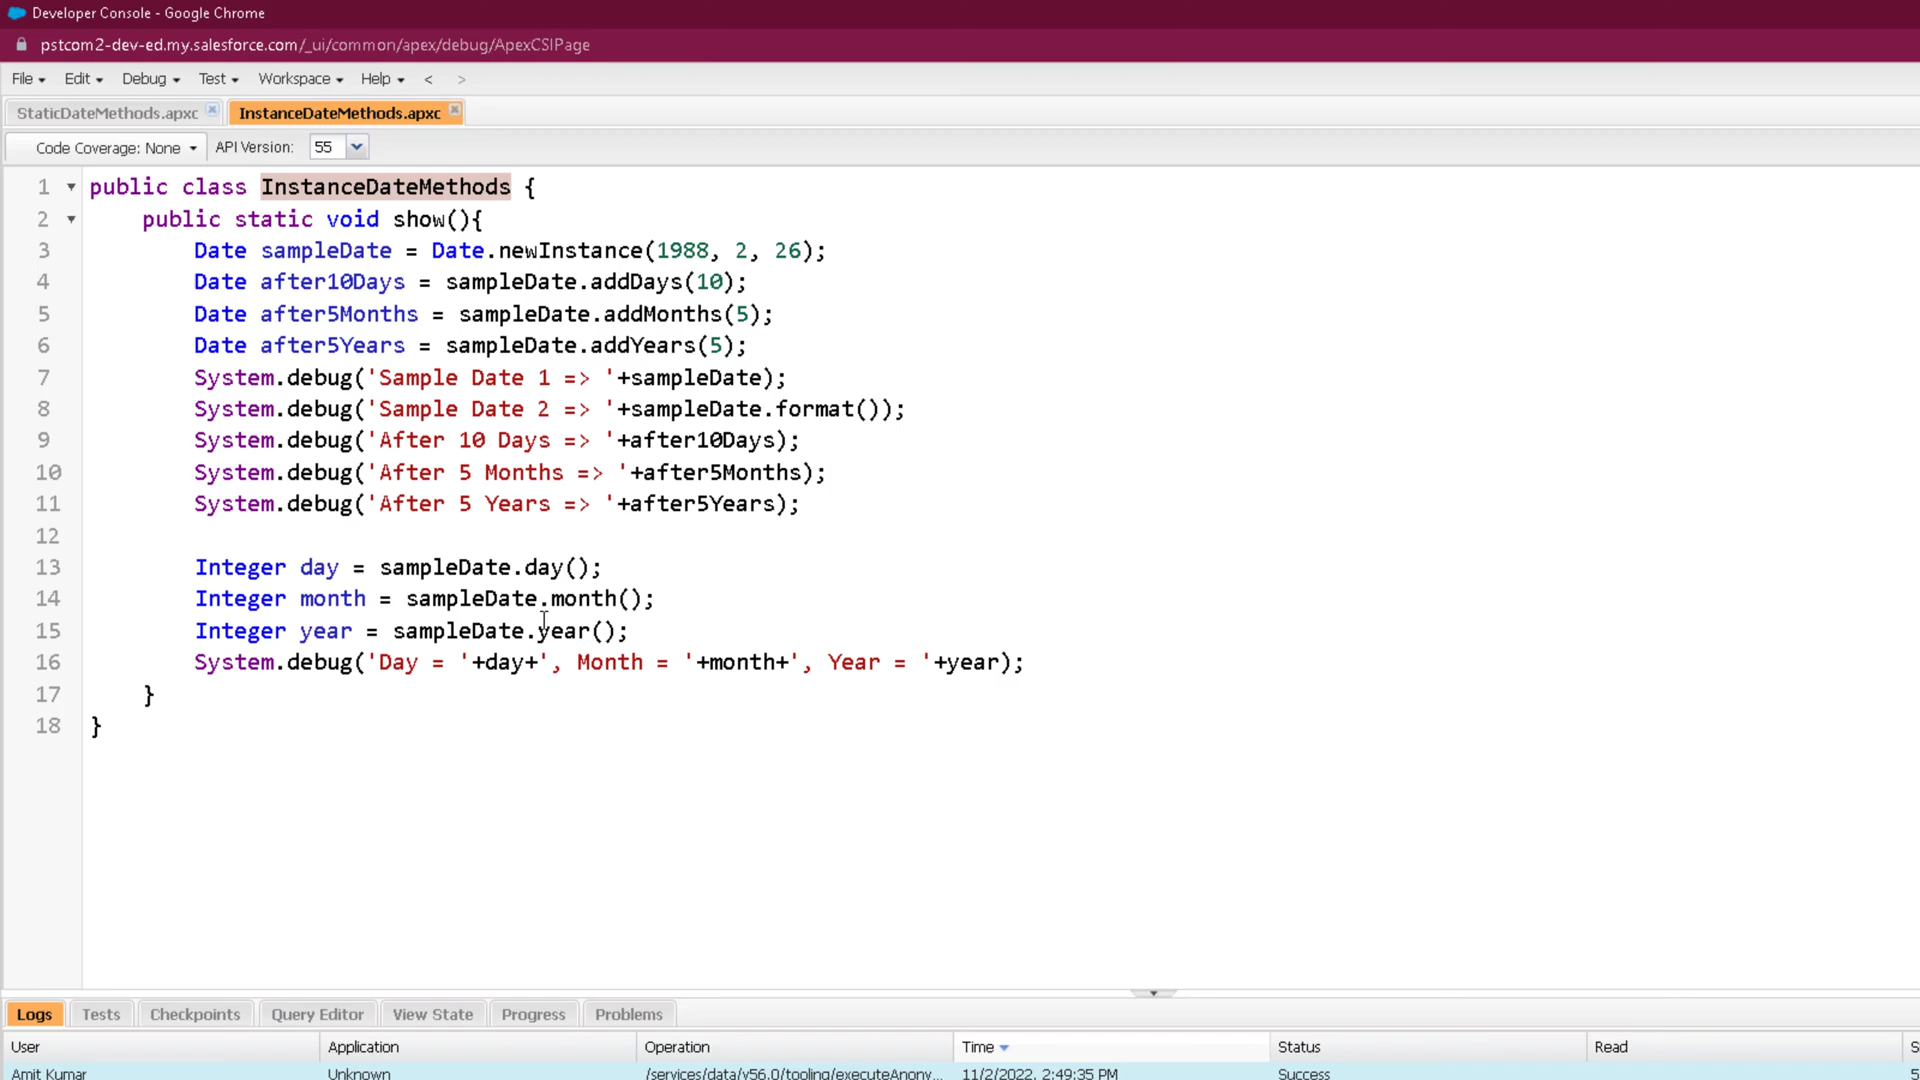 Developer Console - Google Chrome
pstcom2-dev-ed.my.salesforce.com/_ui/common/apex/debug/ApexCSIPage
File Edit Debug Test Workspace Help < >
StaticDateMethods.apxc InstanceDateMethods.apxc
Code Coverage: None API Version: 55
1 public class InstanceDateMethods {
2 public static void show(){
3 Date sampleDate = Date.newInstance(1988, 2, 26);
4 Date after10Days = sampleDate.addDays(10);
5 Date after5Months = sampleDate.addMonths(5);
6 Date after5Years = sampleDate.addYears(5);
7 System.debug('Sample Date 1 => '+sampleDate);
8 System.debug('Sample Date 2 => '+sampleDate.format());
9 System.debug('After 10 Days => '+after10Days);
10 System.debug('After 5 Months => '+after5Months);
11 System.debug('After 5 Years => '+after5Years);
12
13 Integer day = sampleDate.day();
14 Integer month = sampleDate.month();
15 Integer year = sampleDate.year();
16 System.debug('Day = '+day+', Month = '+month+', Year = '+year);
17 }
18 }
Logs Tests Checkpoints Query Editor View State Progress Problems
User Application Operation Time Status Read S
Amit Kumar Unknown /services/data/v56.0/tooling/executeAnony... 11/2/2022, 2:49:35 PM Success 5